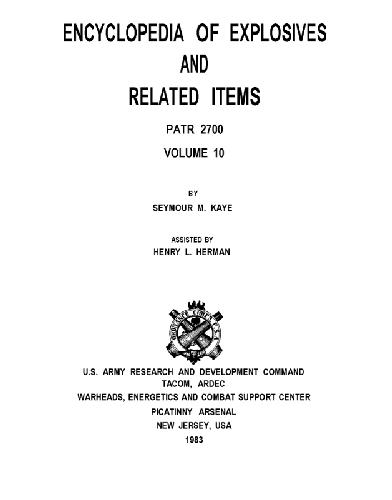 ENCYCLOPEDIA OF EXPLOSIVES
AND
RELATED ITEMS
PATR 2700
VOLUME 10
BY
SEYMOUR M. KAYE
ASSISTED BY
HENRY L. HERMAN
U.S. ARMY RESEARCH AND DEVELOPMENT COMMAND
TACOM, ARDEC
WARHEADS, ENERGETICS AND COMBAT SUPPORT CENTER
PICATINNY ARSENAL
NEW JERSEY, USA
1983